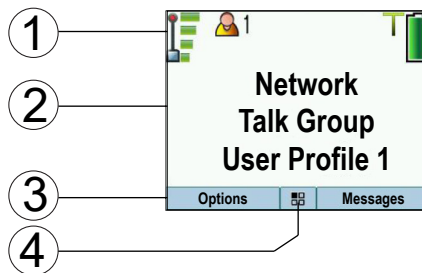 1
1
2
Network
Talk Group
User Profile 1
3
Options Messages
4